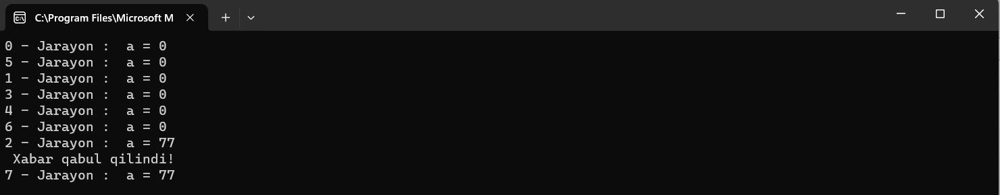 C:\Program Files\Microsoft M
0 - Jarayon :  a = 0
5 - Jarayon :  a = 0
1 - Jarayon :  a = 0
3 - Jarayon :  a = 0
4 - Jarayon :  a = 0
6 - Jarayon :  a = 0
2 - Jarayon :  a = 77
 Xabar qabul qilindi!
7 - Jarayon :  a = 77